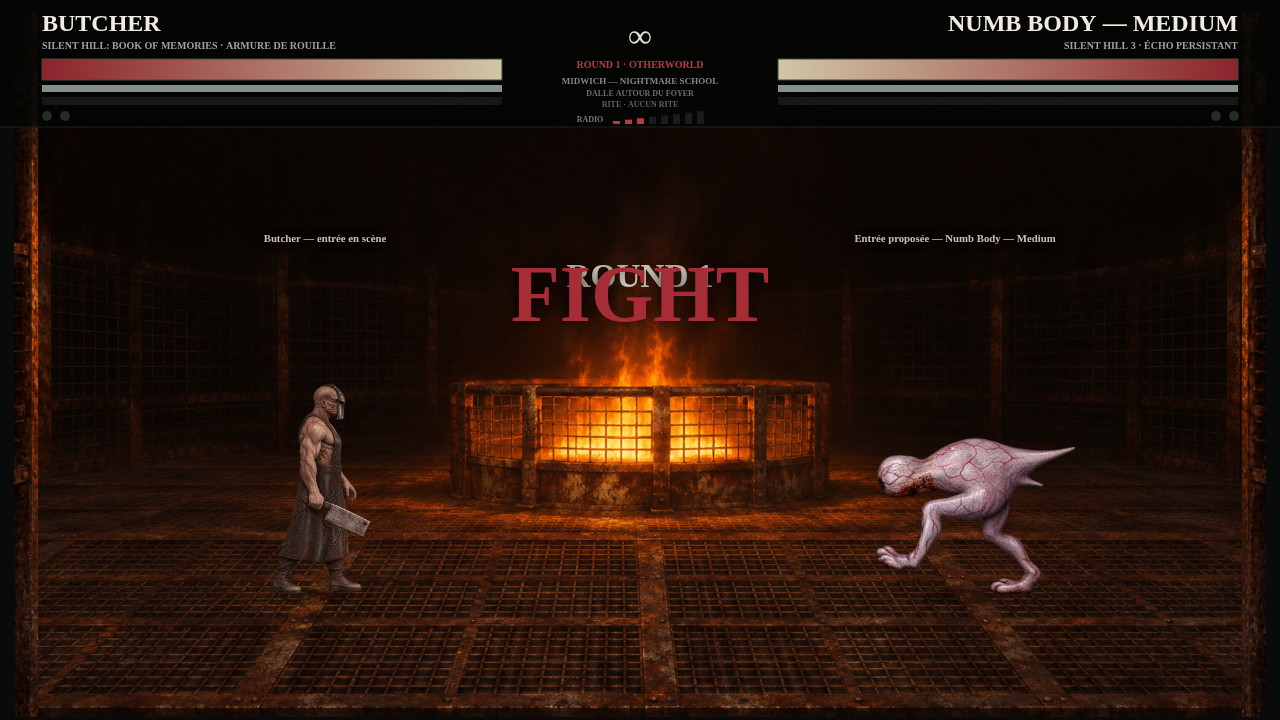 BUTCHER
SILENT HILL: BOOK OF MEMORIES · ARMURE DE ROUILLE
∞
ROUND 1 · OTHERWORLD
MIDWICH — NIGHTMARE SCHOOL
DALLE AUTOUR DU FOYER
RITE · AUCUN RITE
RADIO
NUMB BODY — MEDIUM
SILENT HILL 3 · ÉCHO PERSISTANT
Butcher — entrée en scène
Entrée proposée — Numb Body — Medium
ROUND 1
FIGHT